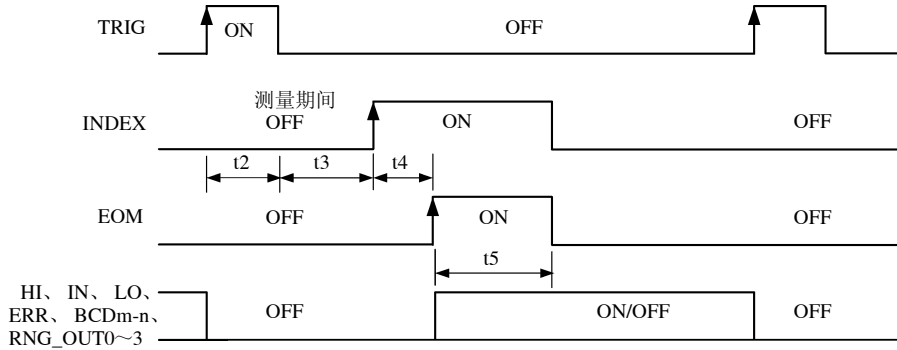 TRIG
ON
OFF
测量期间
INDEX
OFF
ON
OFF
t2
t3
t4
EOM
OFF
ON
OFF
t5
HI、IN、LO、
ERR、BCDm-n、
RNG_OUT0～3
OFF
ON/OFF
OFF